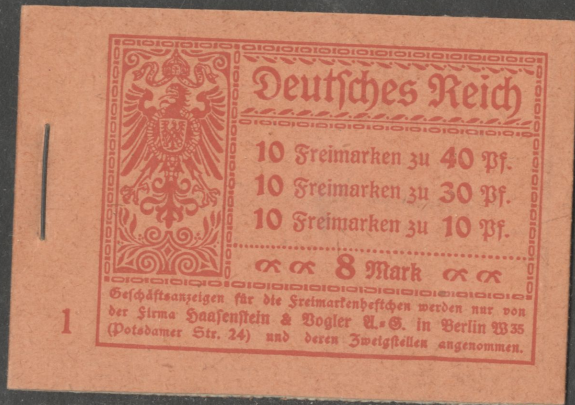 Deutsches Reich
10 Freimarken zu 40 Pf.
10 Freimarken zu 30 Pf.
10 Freimarken zu 10 Pf.
8 Mark
Geschäftsanzeigen für die Freimarkenheftchen werden nur von
der Firma Haasenstein & Vogler A.=G. in Berlin W 35
(Potsdamer Str. 24) und deren Zweigstellen angenommen.
1